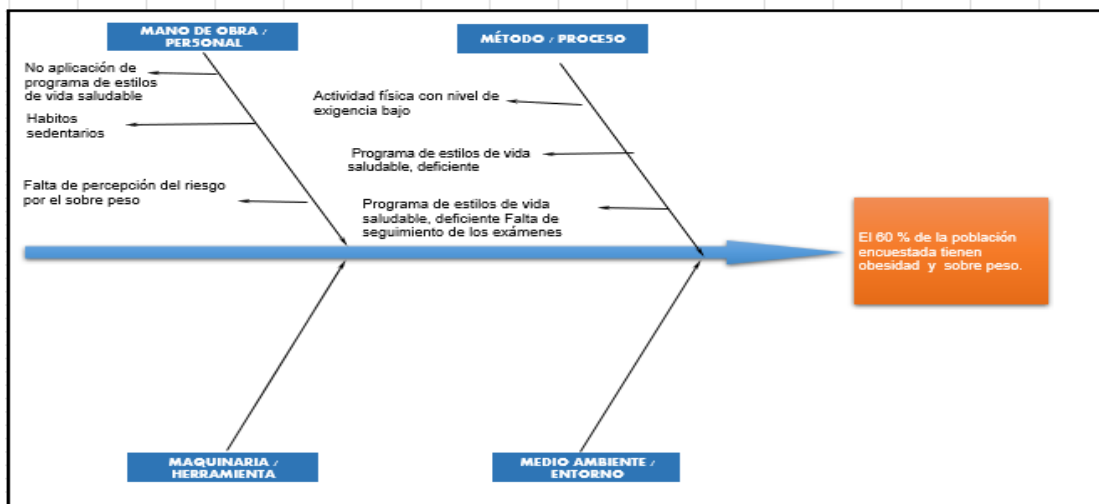 MANO DE OBRA /
PERSONAL
No aplicación de
programa de estilos
de vida saludable
Habitos
sedentarios
Falta de percepción del riesgo
por el sobre peso
MÉTODO / PROCESO
Actividad física con nivel de
exigencia bajo
Programa de estilos de vida
saludable, deficiente
Programa de estilos de vida
saludable, deficiente Falta de
seguimiento de los exámenes
El 60 % de la población
encuestada tienen
obesidad y sobre peso.
MAQUINARIA /
HERRAMIENTA
MEDIO AMBIENTE /
ENTORNO